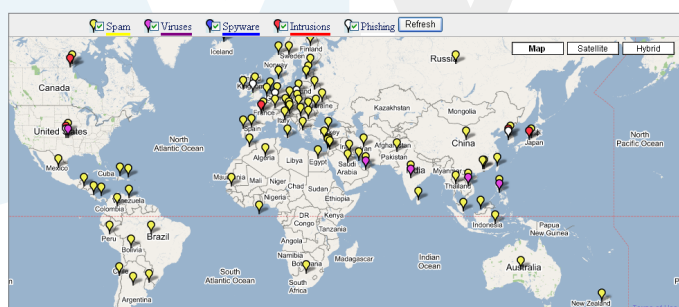 Spam Viruses Spyware Intrusions Phishing Refresh
Map Satellite Hybrid
Iceland
Finland
Sweden
Norway
Russia
Canada
Kazakhstan
Mongolia
France
Spain
Italy
United States
North Atlantic Ocean
China
Japan
North Pacific Ocean
Afghanistan
Pakistan
Algeria Libya Egypt
Saudi Arabia
Mexico
Cuba
India
Myanmar
Thailand
Mauritania
Mali Niger
Chad Sudan
Nigeria
Ethiopia
Venezuela
Colombia
DR Congo
Kenya
Tanzania
Indonesia
Papua New Guinea
Peru
Brazil
Bolivia
Angola
Namibia
Botswana
Madagascar
Indian Ocean
Chile
South Atlantic Ocean
South Africa
Australia
Argentina
New Zealand